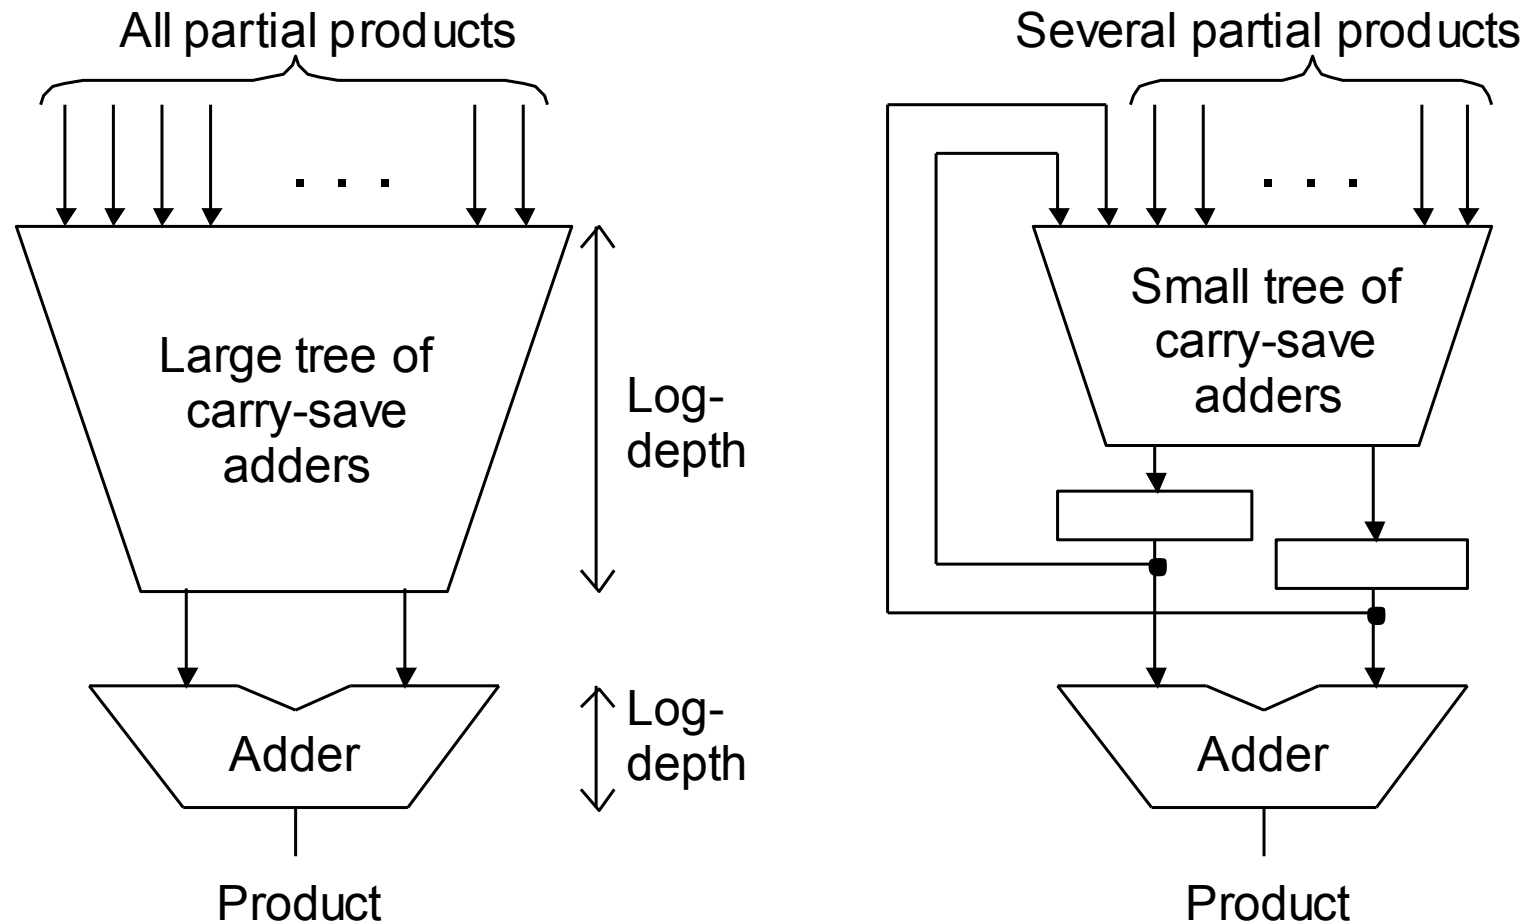 All partial products
. . .
Large tree of
carry-save
adders
Log-
depth
Adder
Log-
depth
Product
Several partial products
. . .
Small tree of
carry-save
adders
Adder
Product